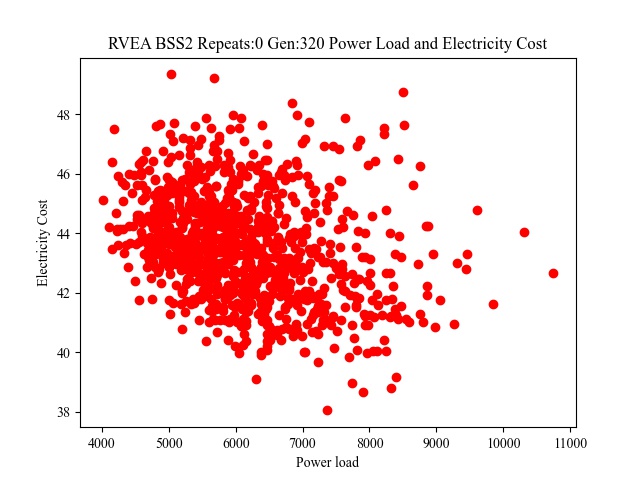 RVEA BSS2 Repeats:0 Gen:320 Power Load and Electricity Cost
Electricity Cost
48
46
44
42
40
38
4000 5000 6000 7000 8000 9000 10000 11000
Power load